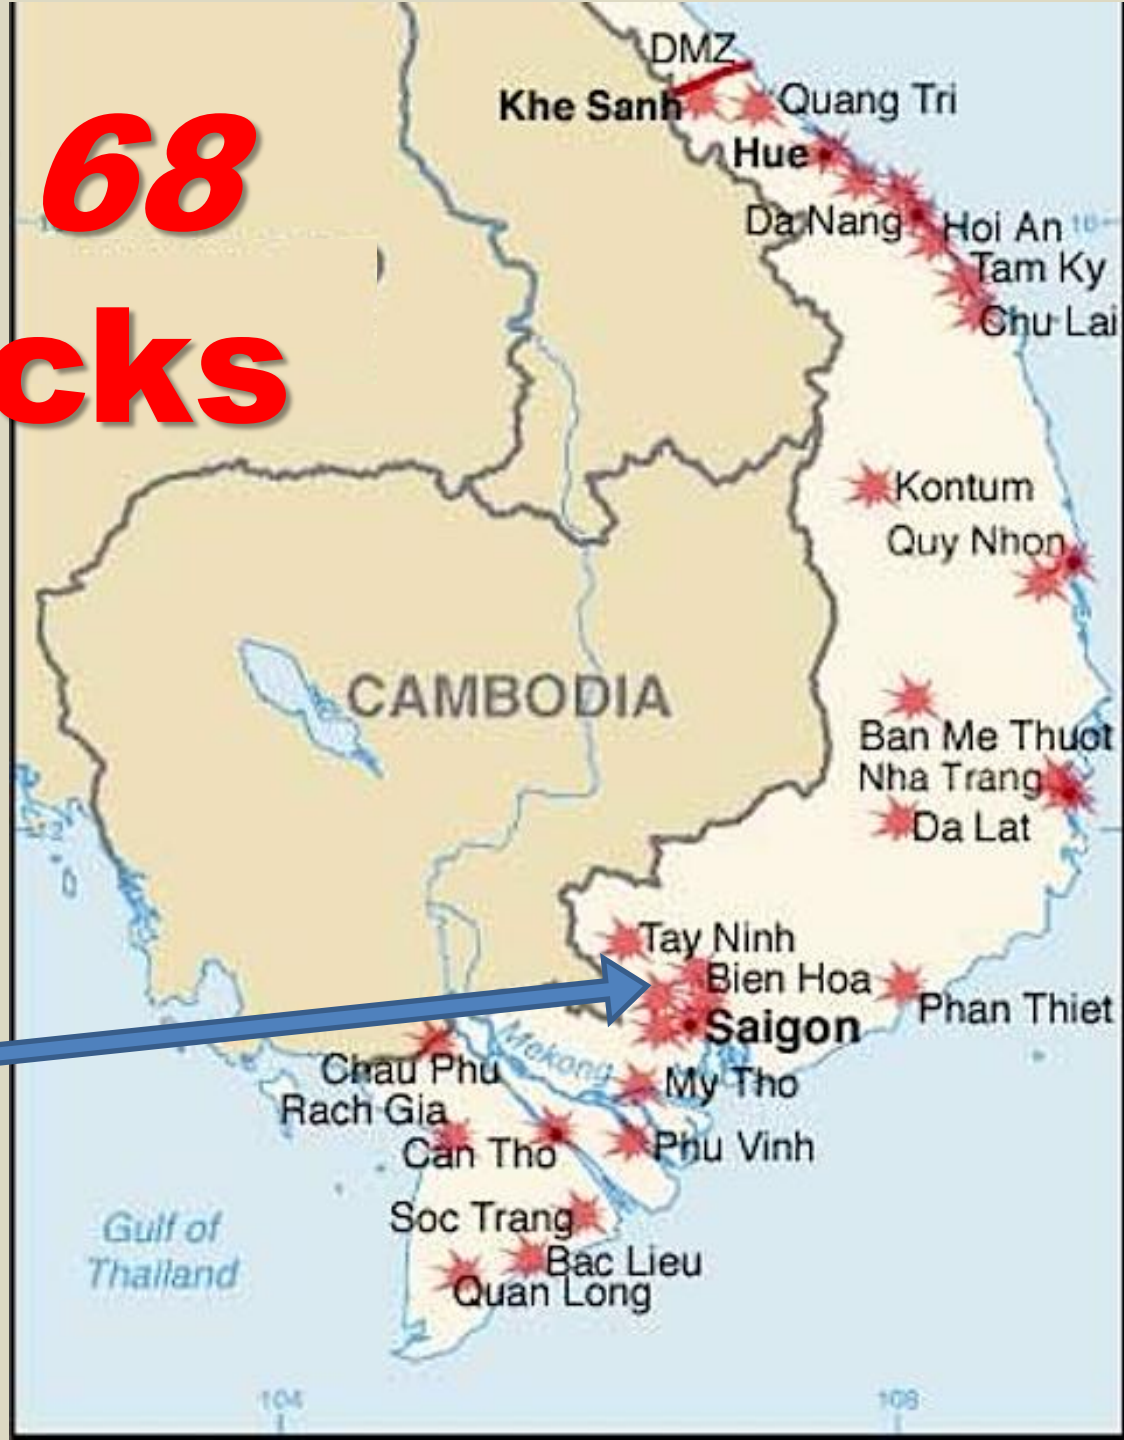 68
cks
DMZ
Khe Sanh
Quang Tri
Hue
Da Nang
Hoi An
Tam Ky
Chu Lai
Kontum
Quy Nhon
CAMBODIA
Ban Me Thuot
Nha Trang
Da Lat
Tay Ninh
Bien Hoa
Phan Thiet
Saigon
Mekong
Chau Phu
My Tho
Rach Gia
Can Tho
Phu Vinh
Soc Trang
Gulf of
Thailand
Bac Lieu
Quan Long
104
108